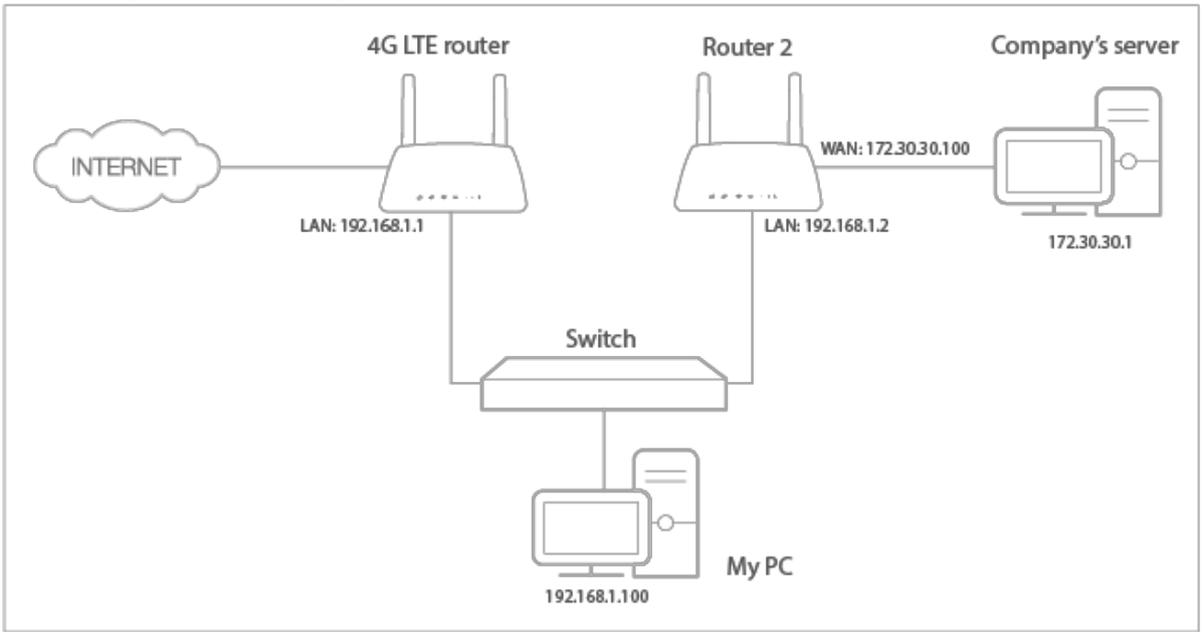 4G LTE router
Router 2
Company's server
INTERNET
WAN: 172.30.30.100
LAN: 192.168.1.1
LAN: 192.168.1.2
172.30.30.1
Switch
My PC
192.168.1.100